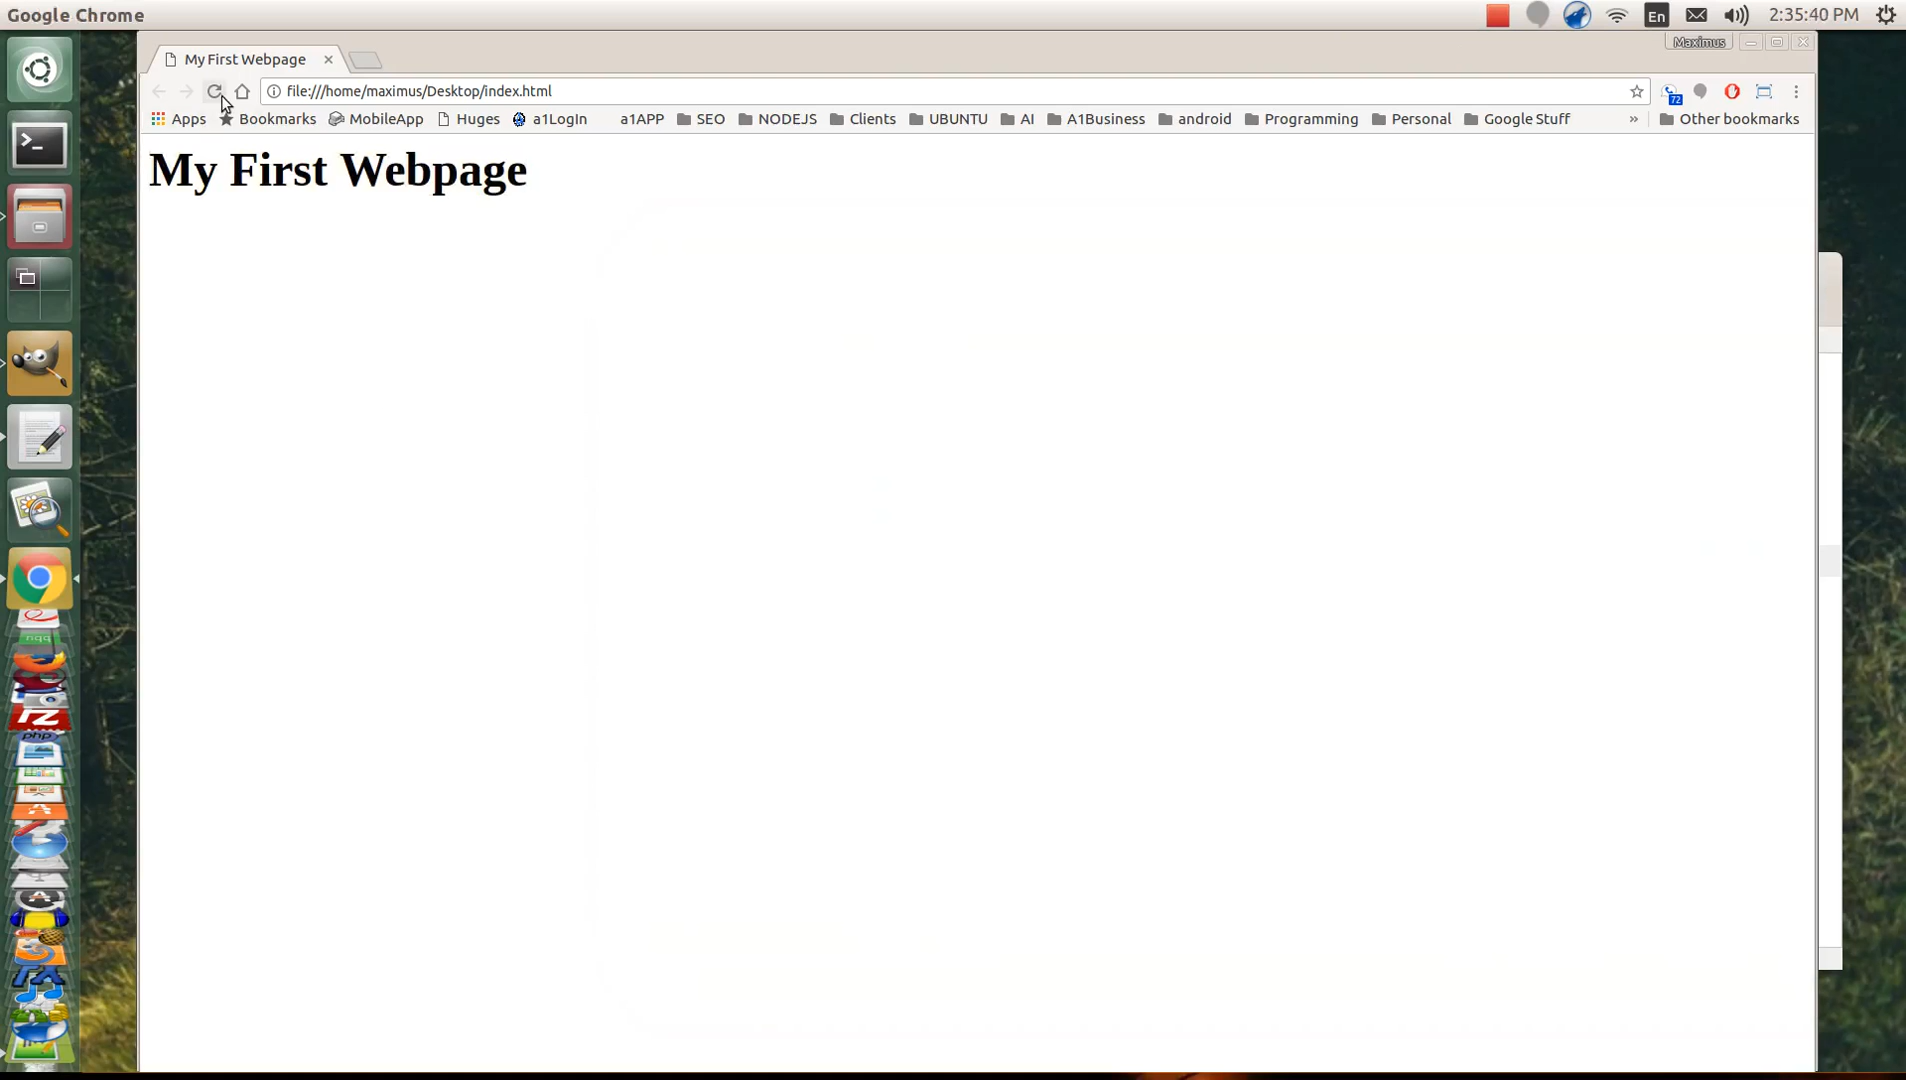 Google Chrome
En
2:35:40 PM
Maximus
My First Webpage
file:///home/maximus/Desktop/index.html
72
Apps Bookmarks MobileApp Huges a1LogIn a1APP SEO NODEJS Clients UBUNTU AI A1Business android Programming Personal Google Stuff » Other bookmarks
My First Webpage
php